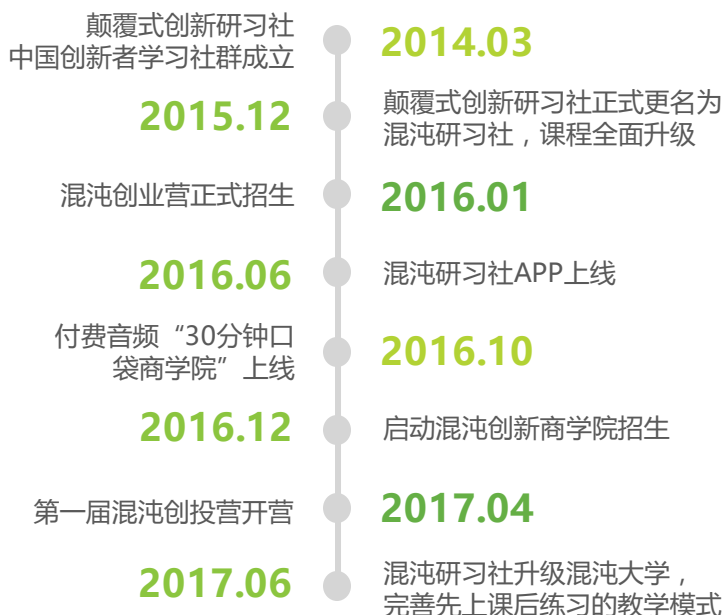 颠覆式创新研习社
中国创新者学习社群成立
2014.03
2015.12
颠覆式创新研习社正式更名为
混沌研习社，课程全面升级
混沌创业营正式招生
2016.01
2016.06
混沌研习社APP上线
付费音频“30分钟口
袋商学院”上线
2016.10
2016.12
启动混沌创新商学院招生
第一届混沌创投营开营
2017.04
2017.06
混沌研习社升级混沌大学，
完善先上课后练习的教学模式